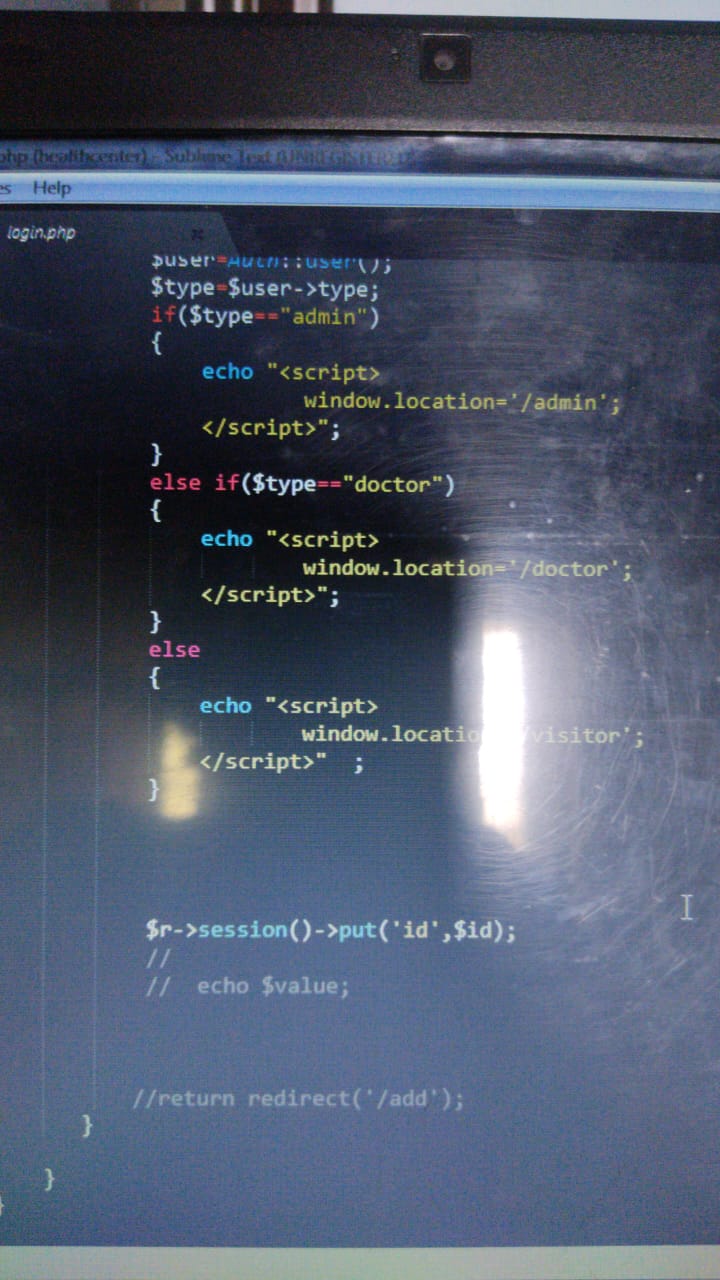 php (healthcenter) - Sublime Text (UNREGISTERED)
es Help
login.php
$user=Auth::user();
$type=$user->type;
if($type=="admin")
{
echo "<script>
window.location='/admin';
</script>";
}
else if($type=="doctor")
{
echo "<script>
window.location='/doctor';
</script>";
}
else
{
echo "<script>
window.locatio /visitor';
</script>" ;
}
$r->session()->put('id',$id);
//
// echo $value;
//return redirect('/add');
}
}
}